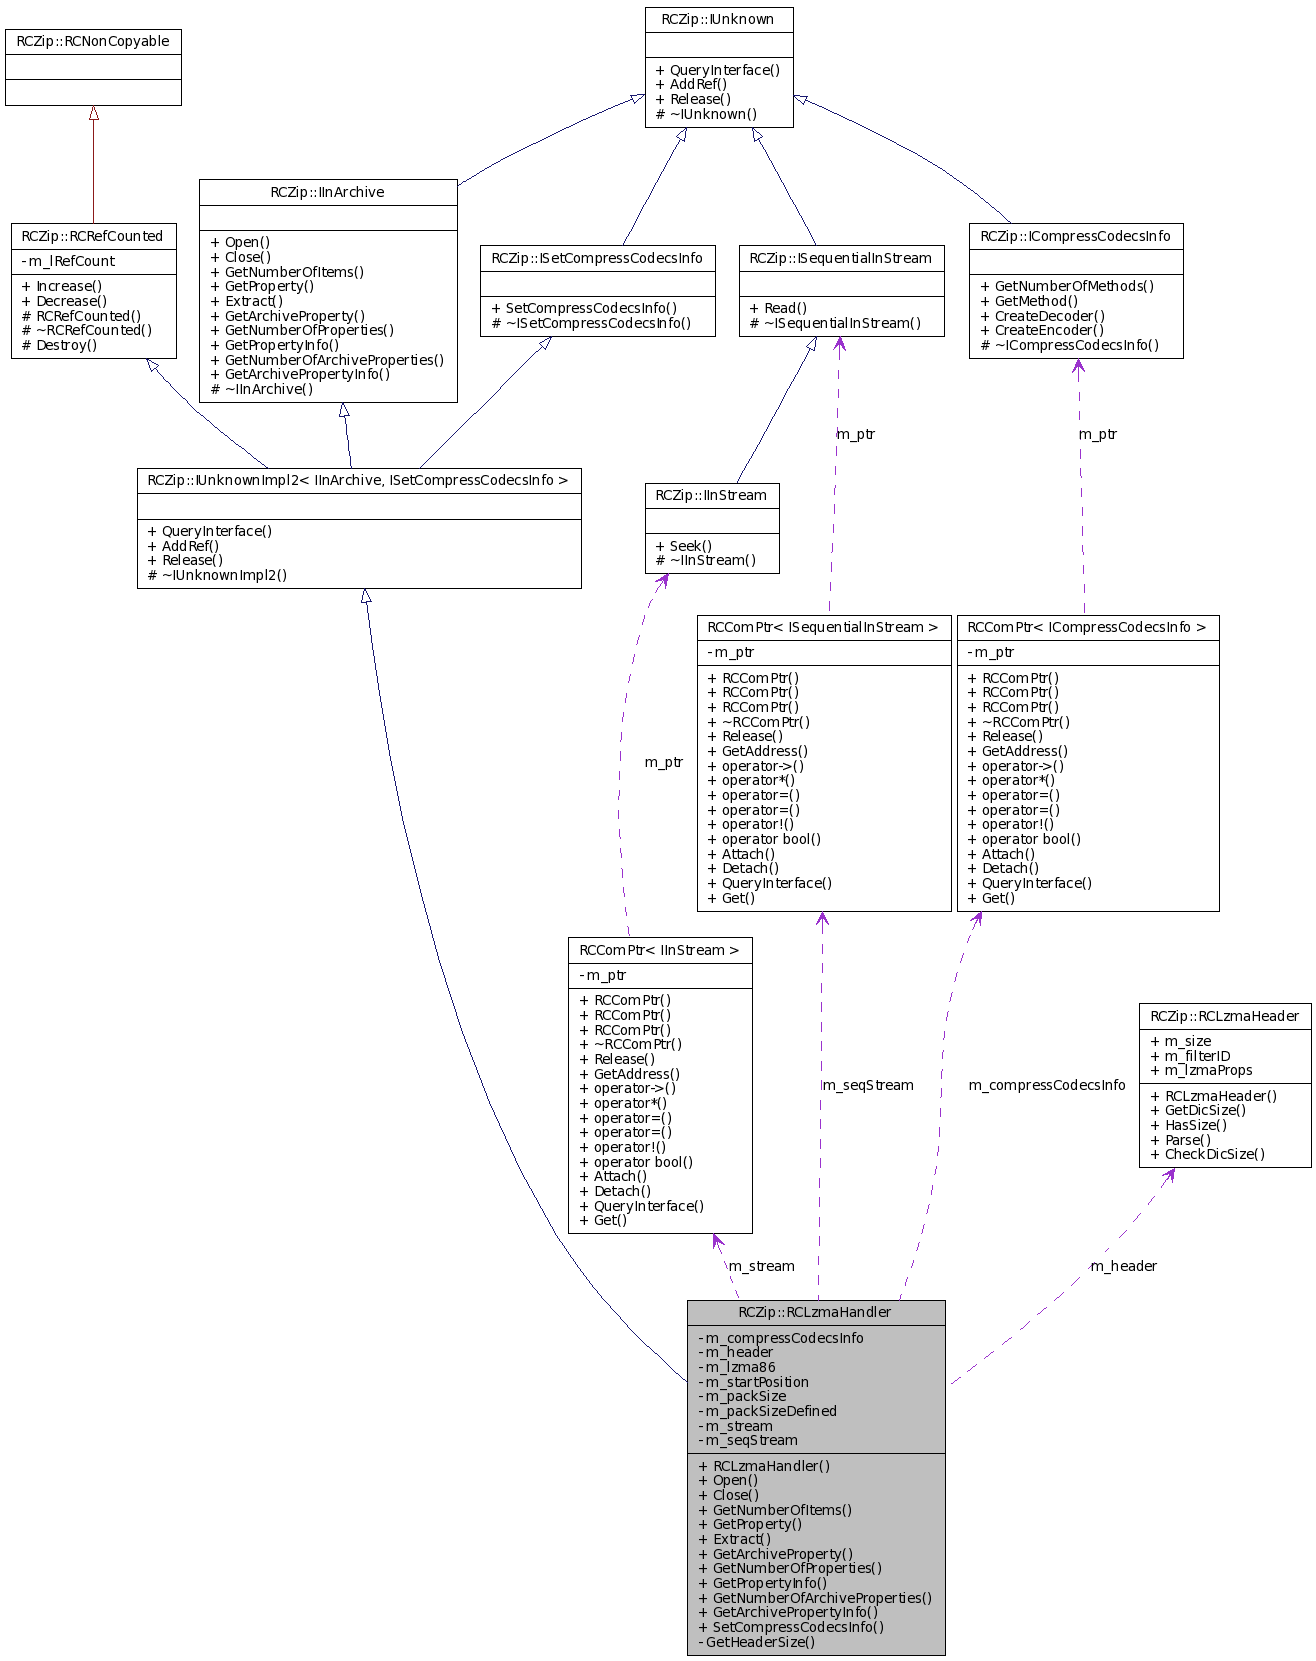 RCZip::IUnknown
+ QueryInterface()
+ AddRef()
+ Release()
# ~IUnknown()
RCZip::RCNonCopyable
RCZip::IInArchive
+ Open()
+ Close()
+ GetNumberOfItems()
+ GetProperty()
+ Extract()
+ GetArchiveProperty()
+ GetNumberOfProperties()
+ GetPropertyInfo()
+ GetNumberOfArchiveProperties()
+ GetArchivePropertyInfo()
# ~IInArchive()
RCZip::RCRefCounted
- m_lRefCount
+ Increase()
+ Decrease()
# RCRefCounted()
# ~RCRefCounted()
# Destroy()
RCZip::ISetCompressCodecsInfo
+ SetCompressCodecsInfo()
# ~ISetCompressCodecsInfo()
RCZip::ISequentialInStream
+ Read()
# ~ISequentialInStream()
RCZip::ICompressCodecsInfo
+ GetNumberOfMethods()
+ GetMethod()
+ CreateDecoder()
+ CreateEncoder()
# ~ICompressCodecsInfo()
m_ptr
m_ptr
RCZip::IUnknownImpl2< IInArchive, ISetCompressCodecsInfo >
+ QueryInterface()
+ AddRef()
+ Release()
# ~IUnknownImpl2()
RCZip::IInStream
+ Seek()
# ~IInStream()
RCComPtr< ISequentialInStream >
- m_ptr
+ RCComPtr()
+ RCComPtr()
+ RCComPtr()
+ ~RCComPtr()
+ Release()
+ GetAddress()
+ operator->()
+ operator*()
+ operator=()
+ operator=()
+ operator!()
+ operator bool()
+ Attach()
+ Detach()
+ QueryInterface()
+ Get()
RCComPtr< ICompressCodecsInfo >
- m_ptr
+ RCComPtr()
+ RCComPtr()
+ RCComPtr()
+ ~RCComPtr()
+ Release()
+ GetAddress()
+ operator->()
+ operator*()
+ operator=()
+ operator=()
+ operator!()
+ operator bool()
+ Attach()
+ Detach()
+ QueryInterface()
+ Get()
m_ptr
RCComPtr< IInStream >
- m_ptr
+ RCComPtr()
+ RCComPtr()
+ RCComPtr()
+ ~RCComPtr()
+ Release()
+ GetAddress()
+ operator->()
+ operator*()
+ operator=()
+ operator=()
+ operator!()
+ operator bool()
+ Attach()
+ Detach()
+ QueryInterface()
+ Get()
m_seqStream
m_compressCodecsInfo
RCZip::RCLzmaHeader
+ m_size
+ m_filterID
+ m_lzmaProps
+ RCLzmaHeader()
+ GetDicSize()
+ HasSize()
+ Parse()
+ CheckDicSize()
m_stream
m_header
RCZip::RCLzmaHandler
- m_compressCodecsInfo
- m_header
- m_lzma86
- m_startPosition
- m_packSize
- m_packSizeDefined
- m_stream
- m_seqStream
+ RCLzmaHandler()
+ Open()
+ Close()
+ GetNumberOfItems()
+ GetProperty()
+ Extract()
+ GetArchiveProperty()
+ GetNumberOfProperties()
+ GetPropertyInfo()
+ GetNumberOfArchiveProperties()
+ GetArchivePropertyInfo()
+ SetCompressCodecsInfo()
- GetHeaderSize()